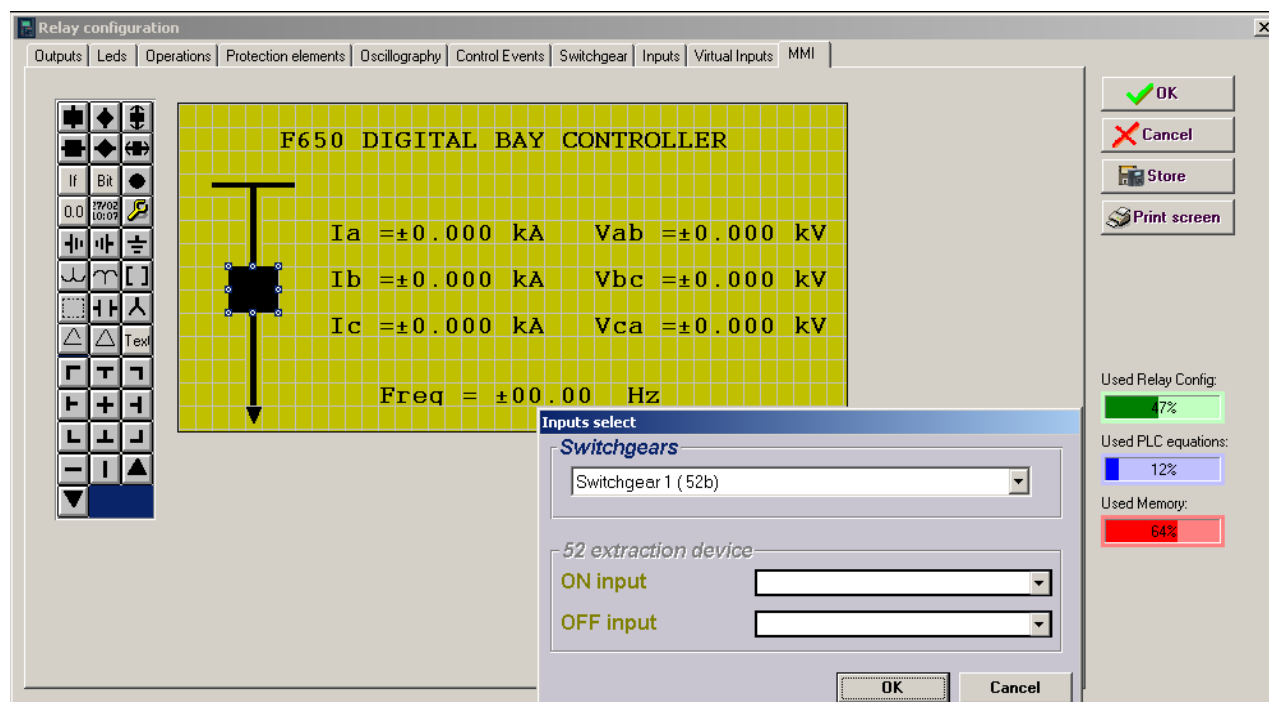 Relay configuration
Outputs Leds Operations Protection elements Oscillography Control Events Switchgear Inputs Virtual Inputs MMI
OK
Cancel
Store
Print screen
If Bit
0.0 27/02
10:07
Text
F650 DIGITAL BAY CONTROLLER
Ia =±0.000 kA Vab =±0.000 kV
Ib =±0.000 kA Vbc =±0.000 kV
Ic =±0.000 kA Vca =±0.000 kV
Freq = ±00.00 Hz
Inputs select
Switchgears
Switchgear 1 ( 52b)
52 extraction device
ON input
OFF input
OK Cancel
Used Relay Config:
47%
Used PLC equations:
12%
Used Memory:
64%